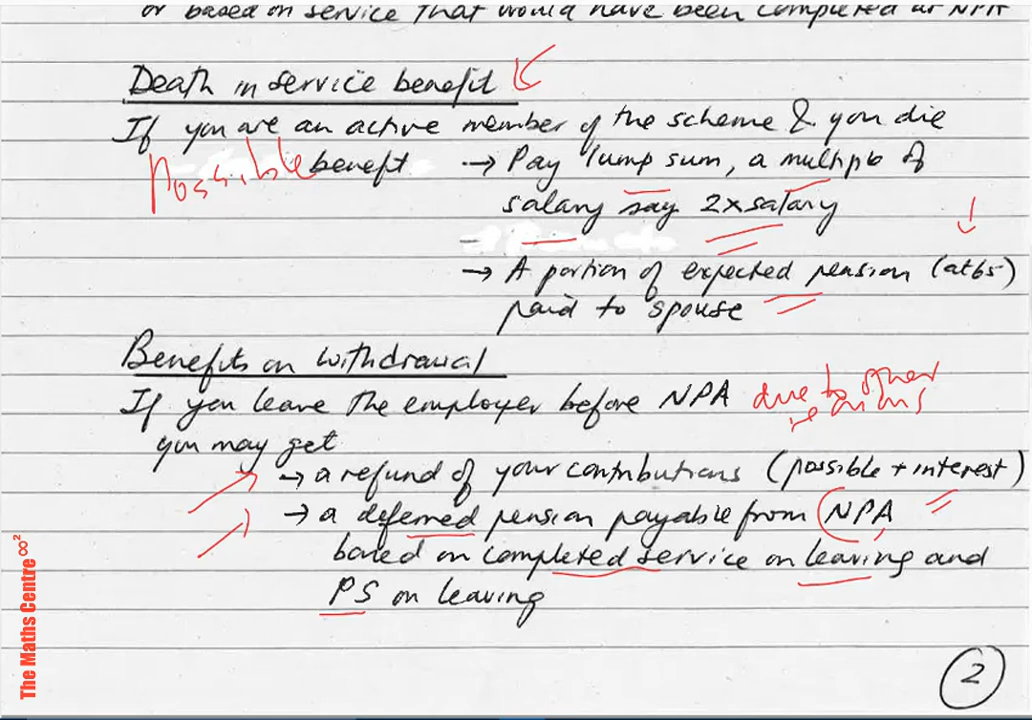 or based on service that would have been completed at NPA
Death in service benefit
If you are an active member of the scheme & you die
Possible benefit → Pay lump sum, a multiple of
salary say 2xsalary
→ A portion of expected pension (at 65)
paid to spouse
Benefits on withdrawal
If you leave the employer before NPA due to other
you may get
→ a refund of your contributions (possible + interest)
→ a deferred pension payable from NPA,
based on completed service on leaving and
PS on leaving
2
The Maths Centre ∞²